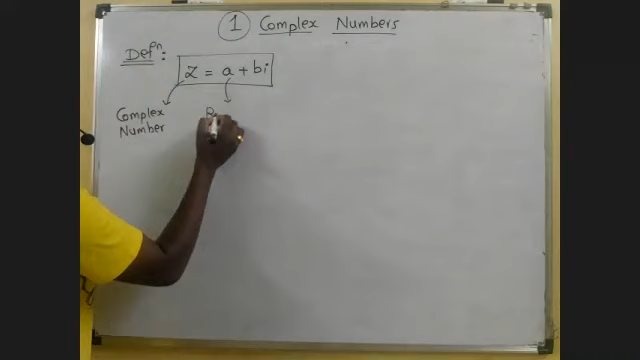 ① Complex Numbers
Defⁿ:
z = a + bi
Complex
Number